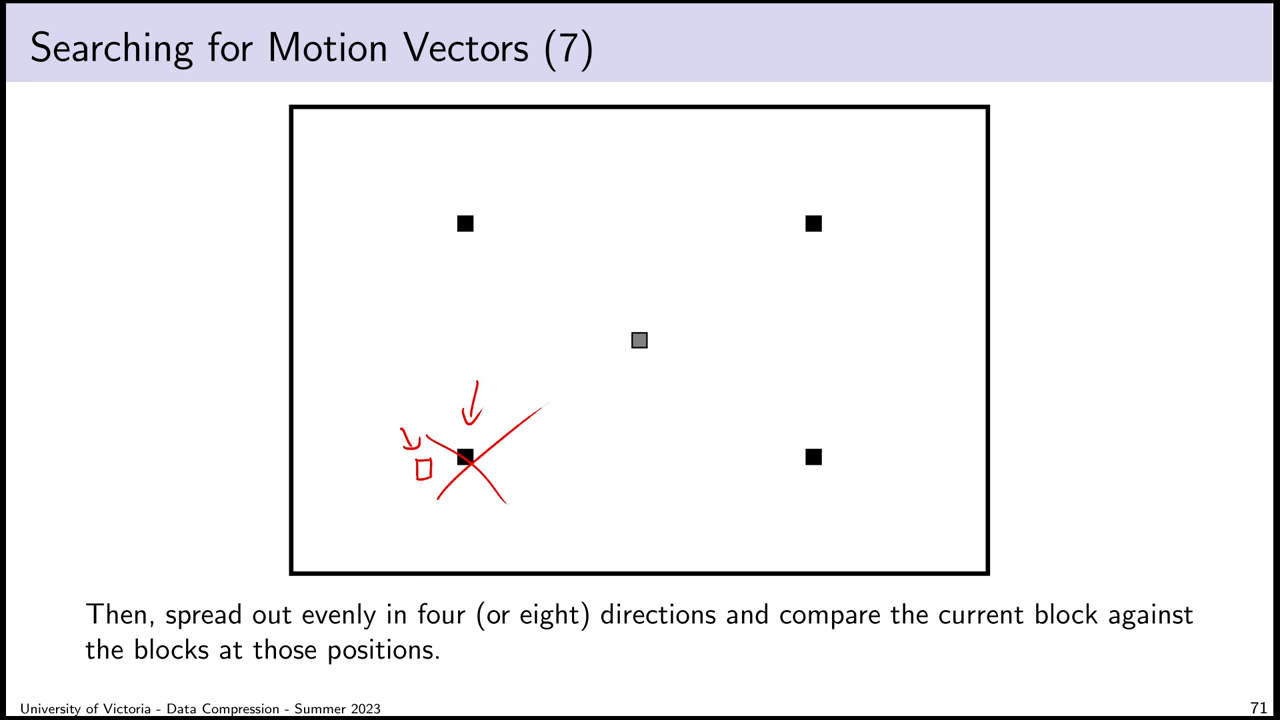 Searching for Motion Vectors (7)
Then, spread out evenly in four (or eight) directions and compare the current block against
the blocks at those positions.
University of Victoria - Data Compression - Summer 2023
71